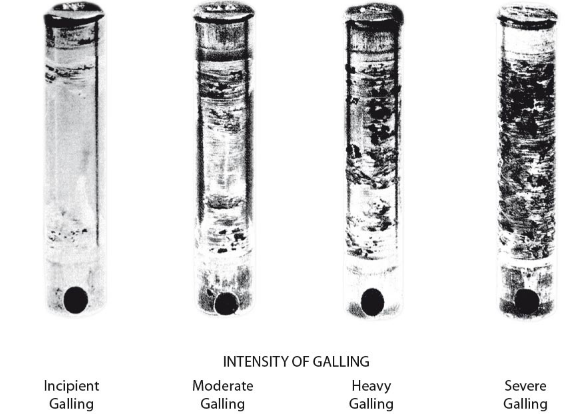 INTENSITY OF GALLING
Incipient
Galling
Moderate
Galling
Heavy
Galling
Severe
Galling